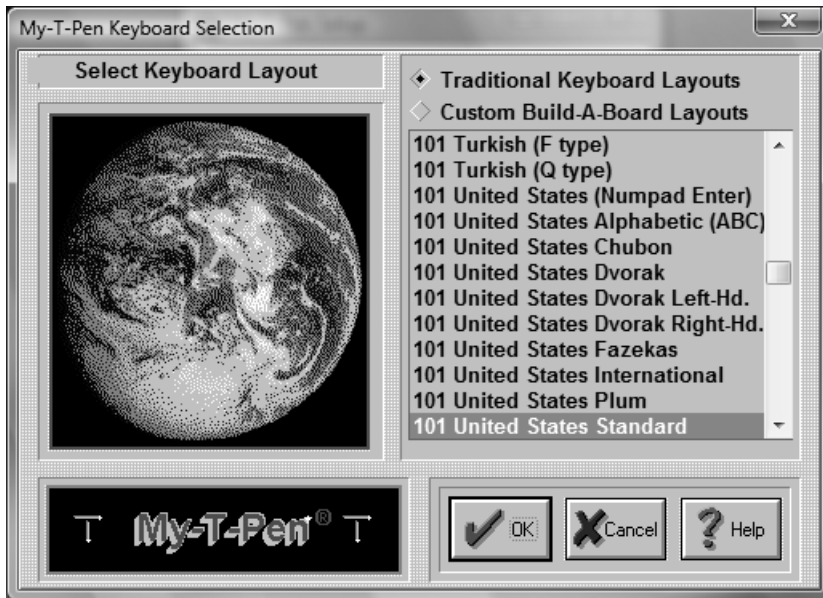 My-T-Pen Keyboard Selection
Select Keyboard Layout
Traditional Keyboard Layouts
Custom Build-A-Board Layouts
101 Turkish (F type)
101 Turkish (Q type)
101 United States (Numpad Enter)
101 United States Alphabetic (ABC)
101 United States Chubon
101 United States Dvorak
101 United States Dvorak Left-Hd.
101 United States Dvorak Right-Hd.
101 United States Fazekas
101 United States International
101 United States Plum
101 United States Standard
My-T-Pen®
OK
Cancel
Help